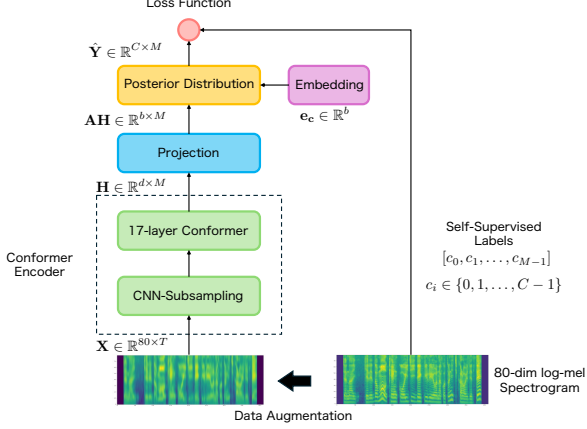 Loss Function
Ŷ ∈ ℝ^{C×M}
Posterior Distribution
Embedding
e_c ∈ ℝ^b
AH ∈ ℝ^{b×M}
Projection
H ∈ ℝ^{d×M}
17-layer Conformer
Conformer
Encoder
CNN-Subsampling
Self-Supervised
Labels
[c_0, c_1, . . . , c_{M−1}]
c_i ∈ {0, 1, . . . , C − 1}
X ∈ ℝ^{80×T}
80-dim log-mel
Spectrogram
Data Augmentation